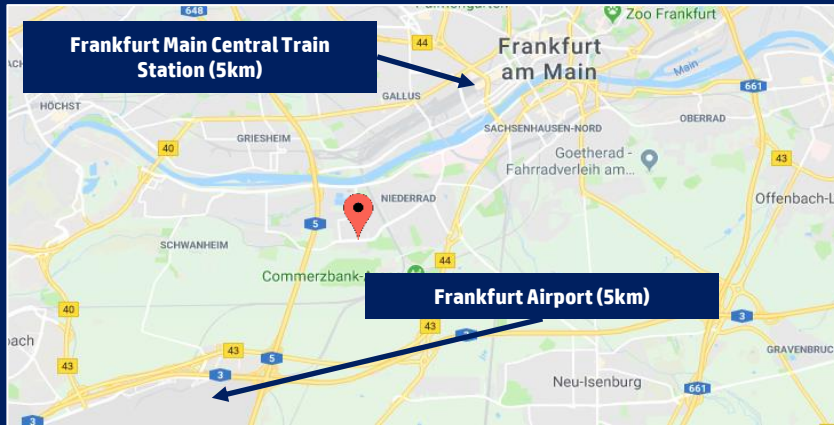 648
Zoo Frankfurt
Frankfurt Main Central Train
Station (5km)
44
Frankfurt
am Main
Main
661
HÖCHST
GALLUS
GRIESHEIM
SACHSENHAUSEN-NORD
OBERRAD
40
Goetherad -
Fahrradverleih am...
43
5
NIEDERRAD
Offenbach-L
SCHWANHEIM
44
Commerzbank-A
Frankfurt Airport (5km)
40
3
bach
43
3
43
43
5
3
GRAVENBRUC
Neu-Isenburg
661
3